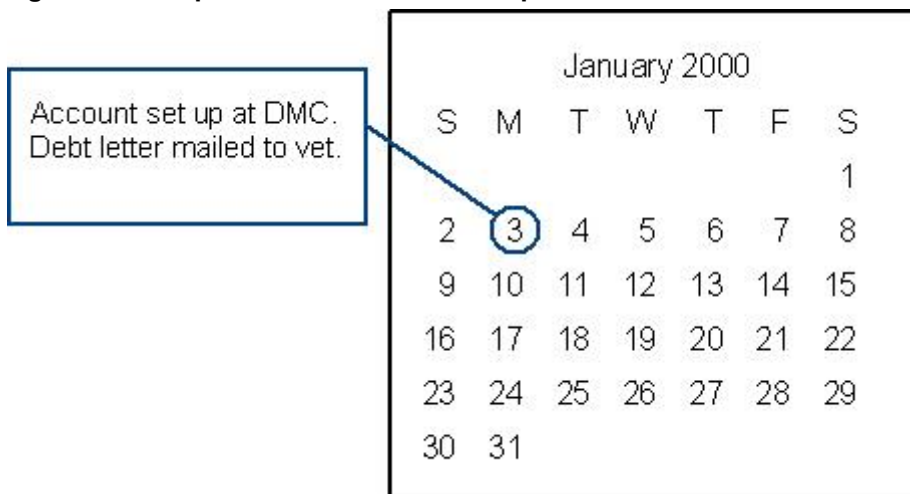 Account set up at DMC.
Debt letter mailed to vet.
January 2000
S M T W T F S
1
2 3 4 5 6 7 8
9 10 11 12 13 14 15
16 17 18 19 20 21 22
23 24 25 26 27 28 29
30 31